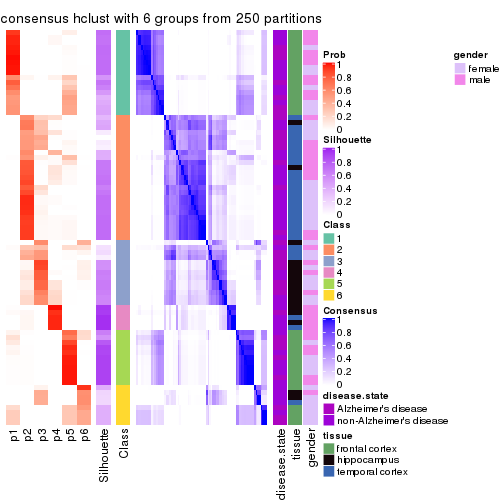 consensus hclust with 6 groups from 250 partitions
Prob
1
0.8
0.6
0.4
0.2
0
gender
female
male
Silhouette
1
0.8
0.6
0.4
0.2
0
Class
1
2
3
4
5
6
Consensus
1
0.8
0.6
0.4
0.2
0
disease.state
Alzheimer's disease
non-Alzheimer's disease
tissue
frontal cortex
hippocampus
temporal cortex
p1
p2
p3
p4
p5
p6
Silhouette
Class
disease.state
tissue
gender